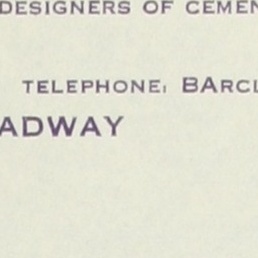 DESIGNERS OF CEMEN
TELEPHONE: BARCL
ADWAY